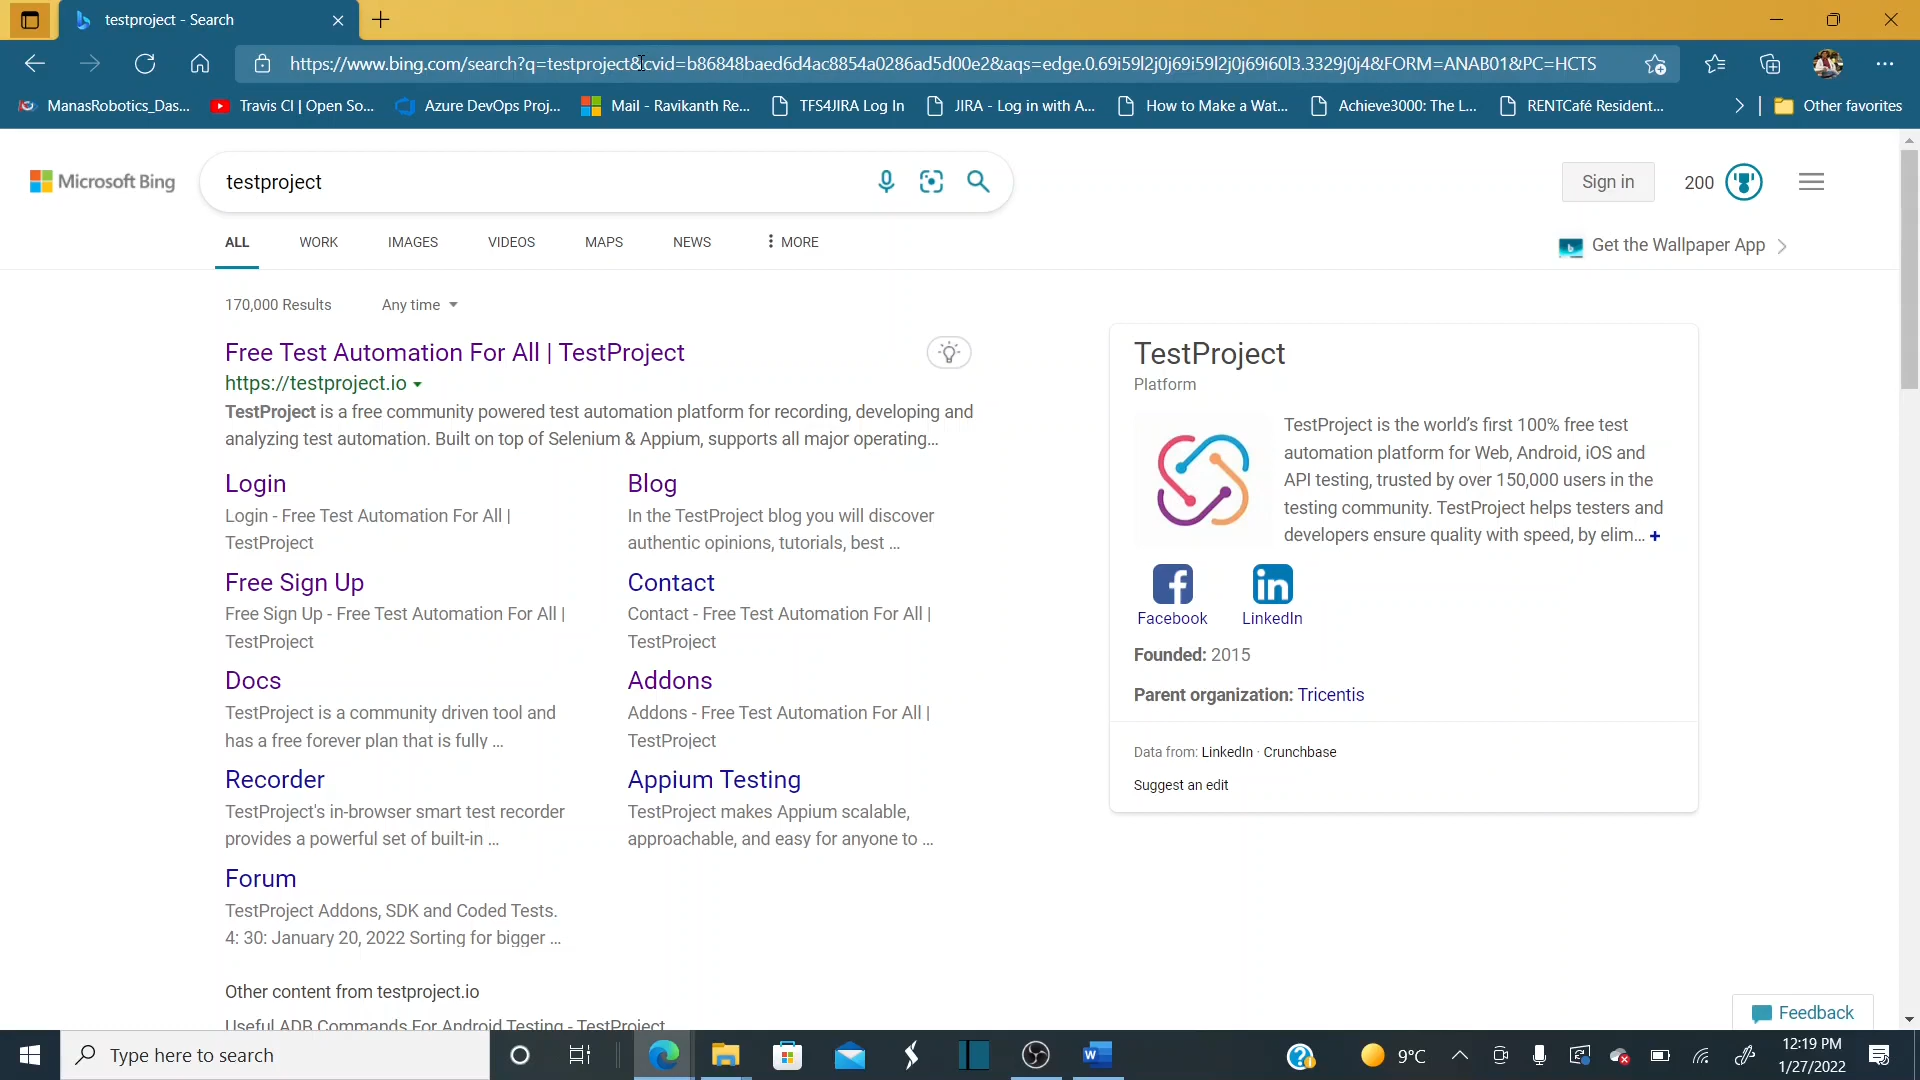 testproject - Search
https://www.bing.com/search?q=testproject&cvid=b86848baed6d4ac8854a0286ad5d00e2&aqs=edge.0.69i59l2j0j69i59l2j0j69i60l3.3329j0j4&FORM=ANAB01&PC=HCTS
ManasRobotics_Das... Travis CI | Open So... Azure DevOps Proj... Mail - Ravikanth Re... TFS4JIRA Log In JIRA - Log in with A... How to Make a Wat... Achieve3000: The L... RENTCafé Resident... Other favorites
Microsoft Bing testproject Sign in 200
ALL WORK IMAGES VIDEOS MAPS NEWS MORE
Get the Wallpaper App
170,000 Results Any time
Free Test Automation For All | TestProject
https://testproject.io
TestProject is a free community powered test automation platform for recording, developing and
analyzing test automation. Built on top of Selenium & Appium, supports all major operating...
Login
Login - Free Test Automation For All |
TestProject
Blog
In the TestProject blog you will discover
authentic opinions, tutorials, best ...
Free Sign Up
Free Sign Up - Free Test Automation For All |
TestProject
Contact
Contact - Free Test Automation For All |
TestProject
Docs
TestProject is a community driven tool and
has a free forever plan that is fully ...
Addons
Addons - Free Test Automation For All |
TestProject
Recorder
TestProject's in-browser smart test recorder
provides a powerful set of built-in ...
Appium Testing
TestProject makes Appium scalable,
approachable, and easy for anyone to ...
Forum
TestProject Addons, SDK and Coded Tests.
4: 30: January 20, 2022 Sorting for bigger ...
Other content from testproject.io
Useful ADB Commands For Android Testing - TestProject
TestProject
Platform
TestProject is the world's first 100% free test
automation platform for Web, Android, iOS and
API testing, trusted by over 150,000 users in the
testing community. TestProject helps testers and
developers ensure quality with speed, by elim... +
Facebook LinkedIn
Founded: 2015
Parent organization: Tricentis
Data from: LinkedIn · Crunchbase
Suggest an edit
Feedback
Type here to search
9°C
12:19 PM
1/27/2022